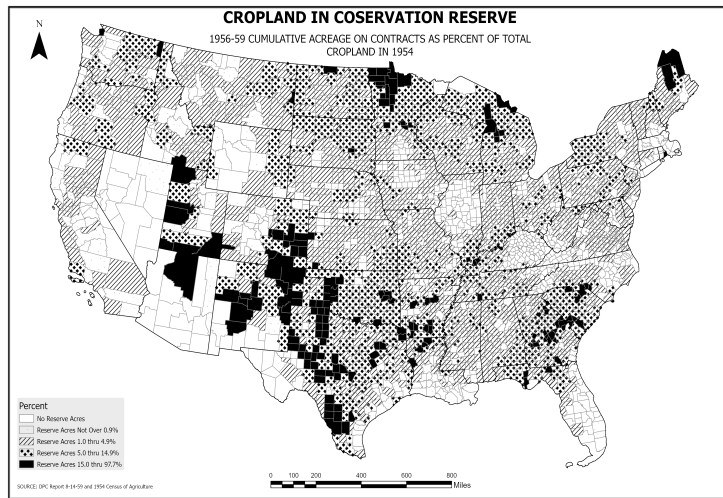 CROPLAND IN COSERVATION RESERVE
1956-59 CUMULATIVE ACREAGE ON CONTRACTS AS PERCENT OF TOTAL
CROPLAND IN 1954
N
Percent
No Reserve Acres
Reserve Acres Not Over 0.9%
Reserve Acres 1.0 thru 4.9%
Reserve Acres 5.0 thru 14.9%
Reserve Acres 15.0 thru 97.7%
SOURCE: DPC Report 8-14-59 and 1954 Census of Agriculture
0 100 200 400 600 800
Miles